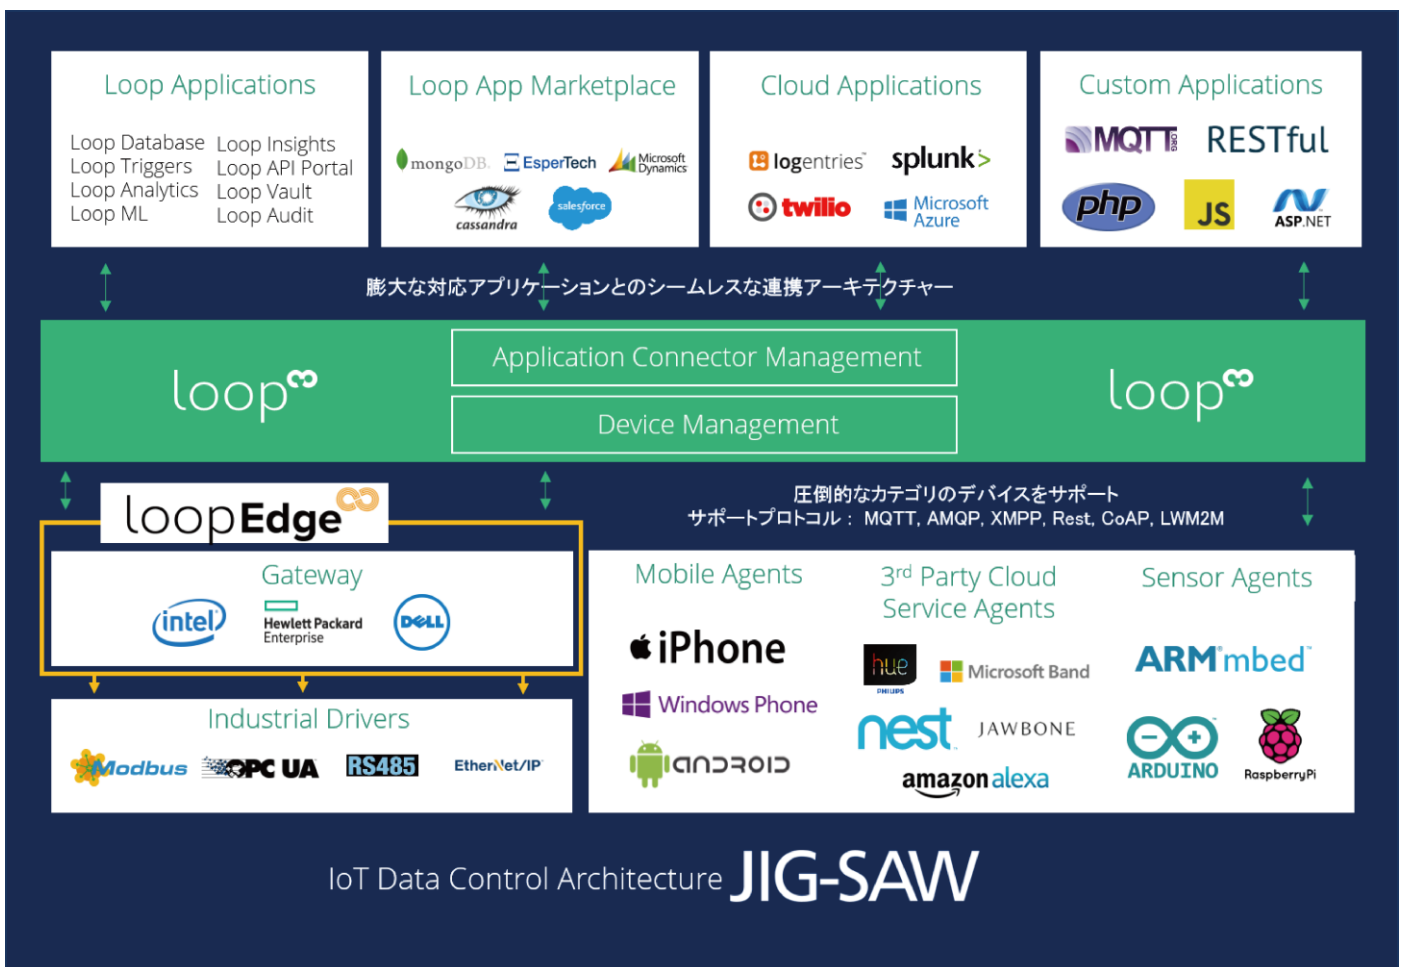 Loop Applications
Loop Database
Loop Triggers
Loop Analytics
Loop ML
Loop Insights
Loop API Portal
Loop Vault
Loop Audit
Loop App Marketplace
mongoDB.
EsperTech
Microsoft
Dynamics
cassandra
salesforce
Cloud Applications
logentries
splunk>
twilio
Microsoft
Azure
Custom Applications
MQTT.ORG
RESTful
php
JS
ASP.NET
膨大な対応アプリケーションとのシームレスな連携アーキテクチャー
loop
Application Connector Management
Device Management
loop
loopEdge
圧倒的なカテゴリのデバイスをサポート
サポートプロトコル： MQTT, AMQP, XMPP, Rest, CoAP, LWM2M
Gateway
intel
Hewlett Packard
Enterprise
DELL
Industrial Drivers
Modbus
OPC UA
RS485
EtherNet/IP
Mobile Agents
iPhone
Windows Phone
ANDROID
3rd Party Cloud
Service Agents
hue
PHILIPS
Microsoft Band
nest
JAWBONE
amazon alexa
Sensor Agents
ARM mbed
ARDUINO
RaspberryPi
IoT Data Control Architecture JIG-SAW